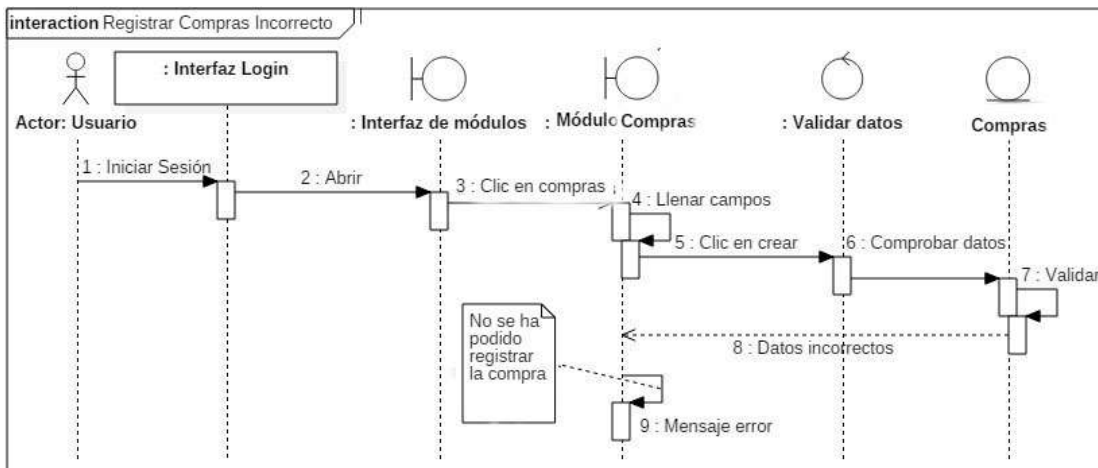 interaction Registrar Compras Incorrecto
: Interfaz Login
Actor: Usuario
: Interfaz de módulos
: Módulo Compras
: Validar datos
Compras
1 : Iniciar Sesión
2 : Abrir
3 : Clic en compras
4 : Llenar campos
5 : Clic en crear
6 : Comprobar datos
7 : Validar
No se ha
podido
registrar
la compra
8 : Datos incorrectos
9 : Mensaje error